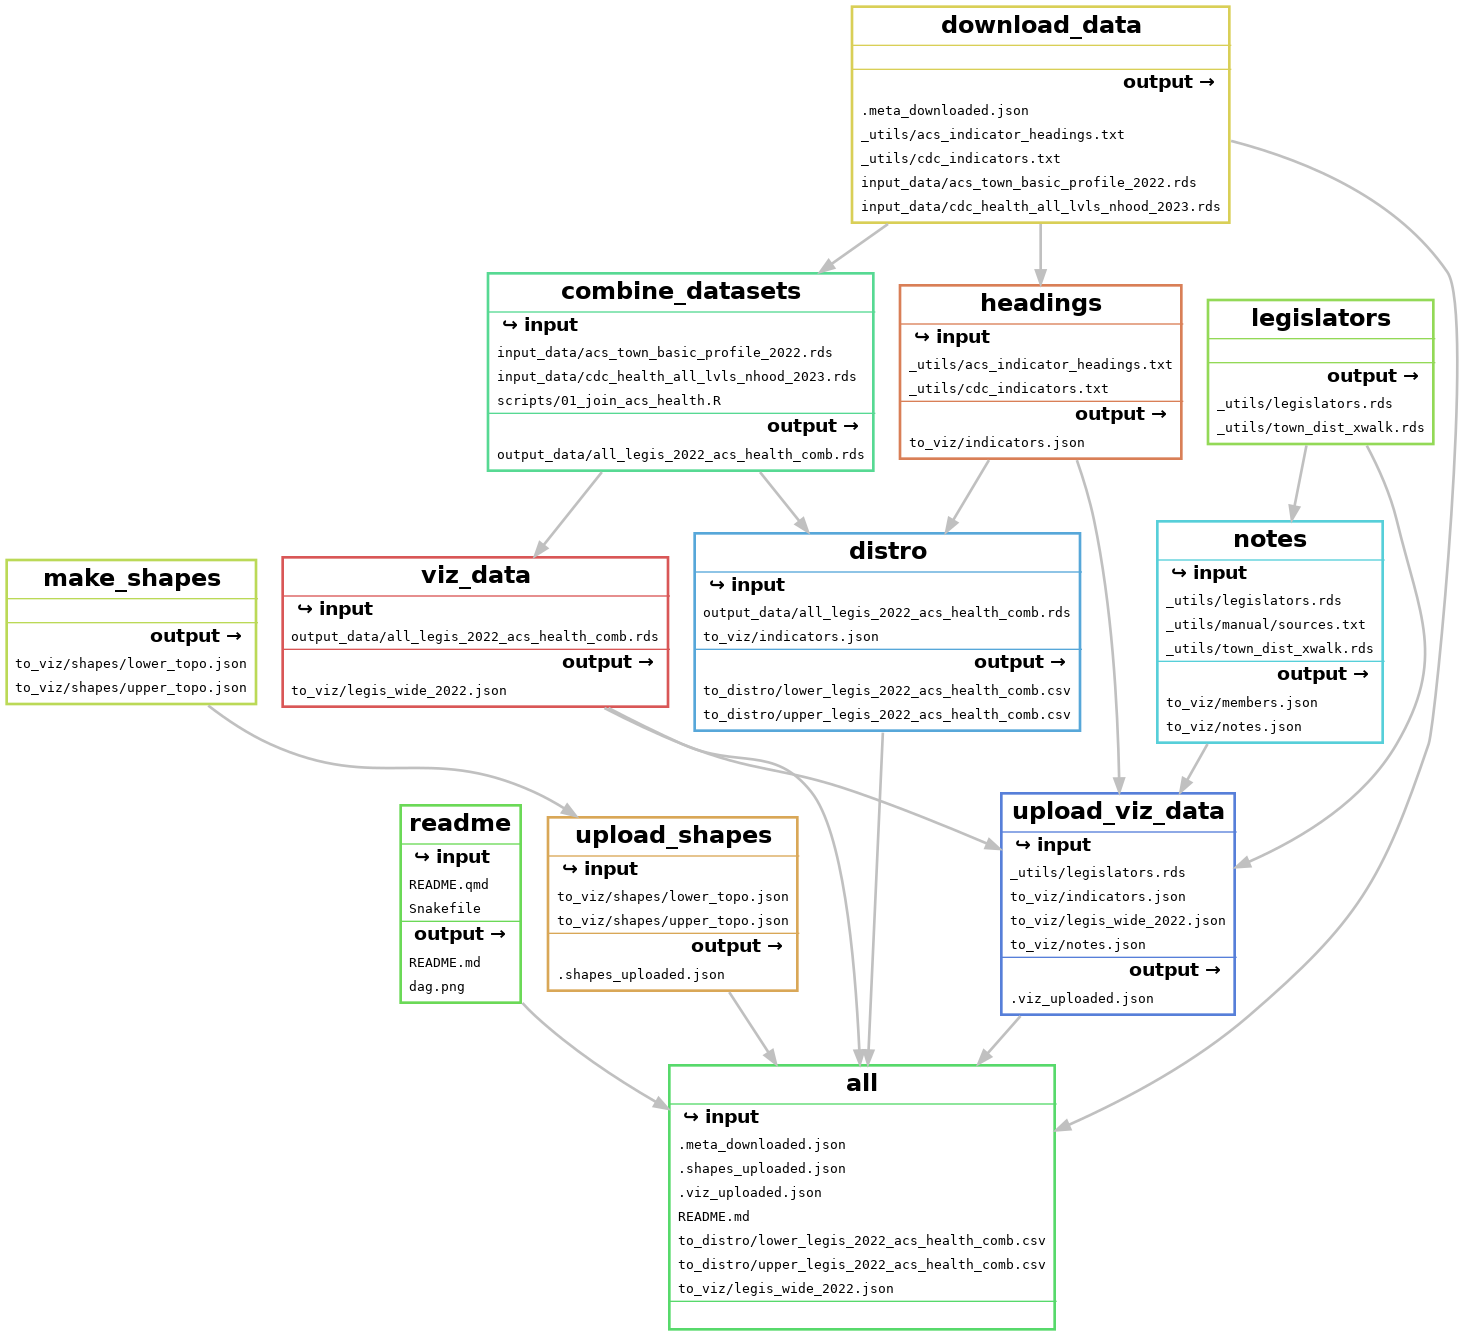 download_data
output →
.meta_downloaded.json
_utils/acs_indicator_headings.txt
_utils/cdc_indicators.txt
input_data/acs_town_basic_profile_2022.rds
input_data/cdc_health_all_lvls_nhood_2023.rds
combine_datasets
↪ input
input_data/acs_town_basic_profile_2022.rds
input_data/cdc_health_all_lvls_nhood_2023.rds
scripts/01_join_acs_health.R
output →
output_data/all_legis_2022_acs_health_comb.rds
headings
↪ input
_utils/acs_indicator_headings.txt
_utils/cdc_indicators.txt
output →
to_viz/indicators.json
legislators
output →
_utils/legislators.rds
_utils/town_dist_xwalk.rds
make_shapes
output →
to_viz/shapes/lower_topo.json
to_viz/shapes/upper_topo.json
viz_data
↪ input
output_data/all_legis_2022_acs_health_comb.rds
output →
to_viz/legis_wide_2022.json
distro
↪ input
output_data/all_legis_2022_acs_health_comb.rds
to_viz/indicators.json
output →
to_distro/lower_legis_2022_acs_health_comb.csv
to_distro/upper_legis_2022_acs_health_comb.csv
notes
↪ input
_utils/legislators.rds
_utils/manual/sources.txt
_utils/town_dist_xwalk.rds
output →
to_viz/members.json
to_viz/notes.json
readme
↪ input
README.qmd
Snakefile
output →
README.md
dag.png
upload_shapes
↪ input
to_viz/shapes/lower_topo.json
to_viz/shapes/upper_topo.json
output →
.shapes_uploaded.json
upload_viz_data
↪ input
_utils/legislators.rds
to_viz/indicators.json
to_viz/legis_wide_2022.json
to_viz/notes.json
output →
.viz_uploaded.json
all
↪ input
.meta_downloaded.json
.shapes_uploaded.json
.viz_uploaded.json
README.md
to_distro/lower_legis_2022_acs_health_comb.csv
to_distro/upper_legis_2022_acs_health_comb.csv
to_viz/legis_wide_2022.json